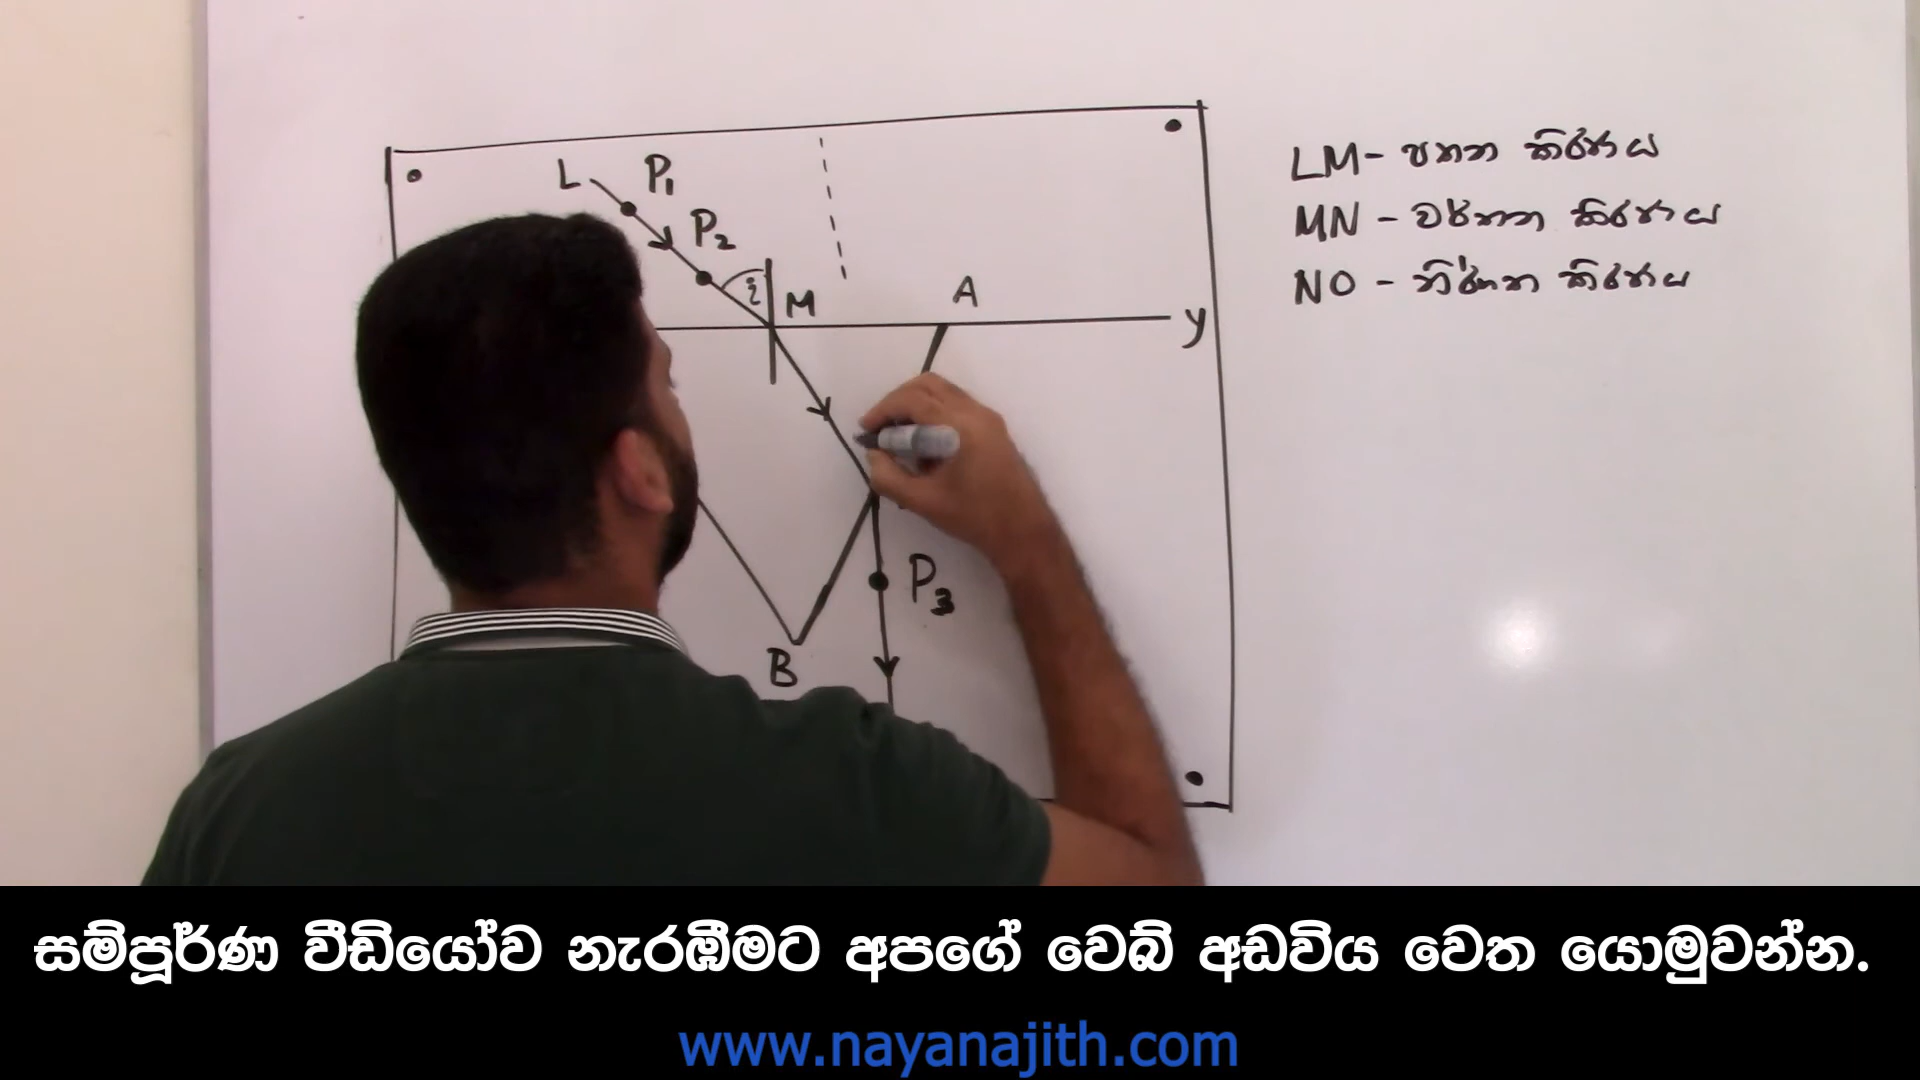 L P₁
P₂
i M A
y
P₃
B
LM - පතන කිරණය
MN - වර්තන කිරණය
NO - නිර්ගත කිරණය
සම්පූර්ණ වීඩියෝව නැරඹීමට අපගේ වෙබ් අඩවිය වෙත යොමුවන්න.
www.nayanajith.com